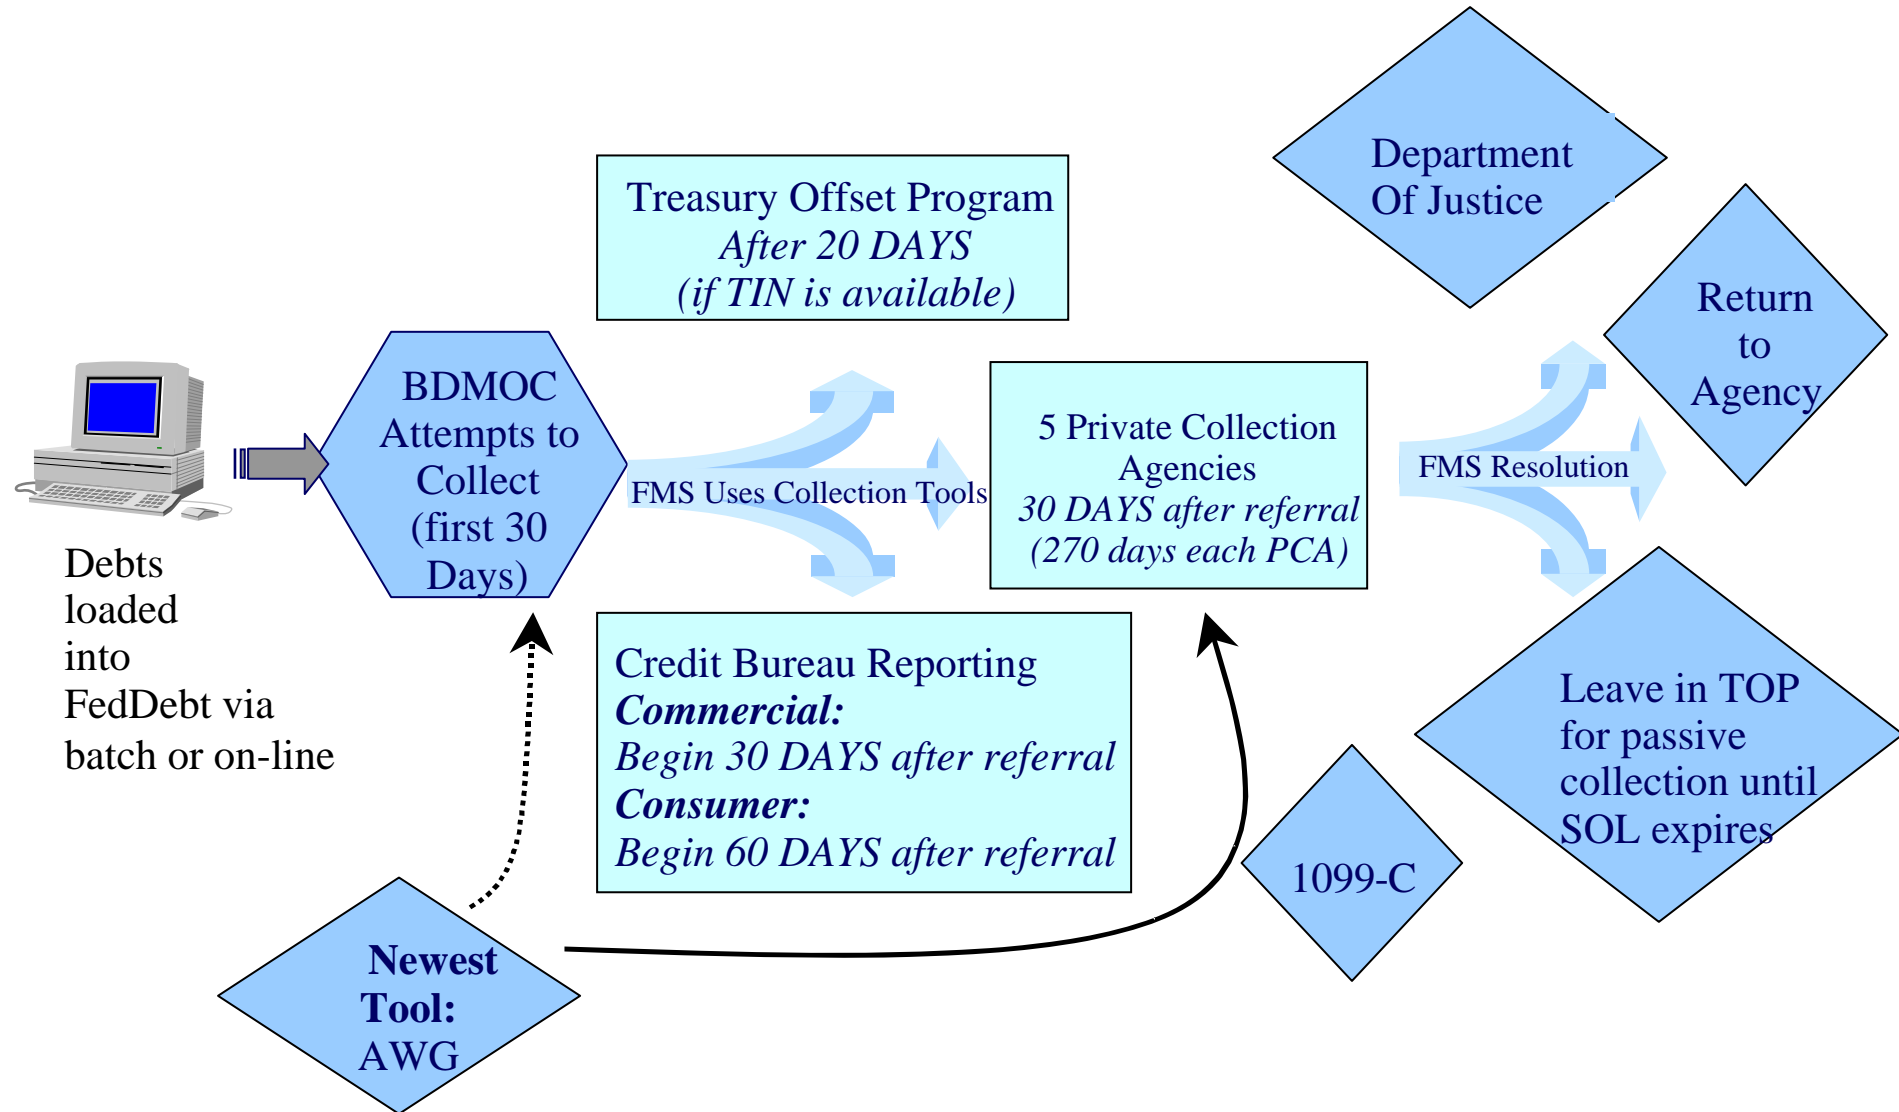 Debts
loaded
into
FedDebt via
batch or on-line
BDMOC
Attempts to
Collect
(first 30
Days)
Treasury Offset Program
After 20 DAYS
(if TIN is available)
FMS Uses Collection Tools
Credit Bureau Reporting
Commercial:
Begin 30 DAYS after referral
Consumer:
Begin 60 DAYS after referral
Newest
Tool:
AWG
5 Private Collection
Agencies
30 DAYS after referral
(270 days each PCA)
FMS Resolution
Department
Of Justice
Return
to
Agency
Leave in TOP
for passive
collection until
SOL expires
1099-C